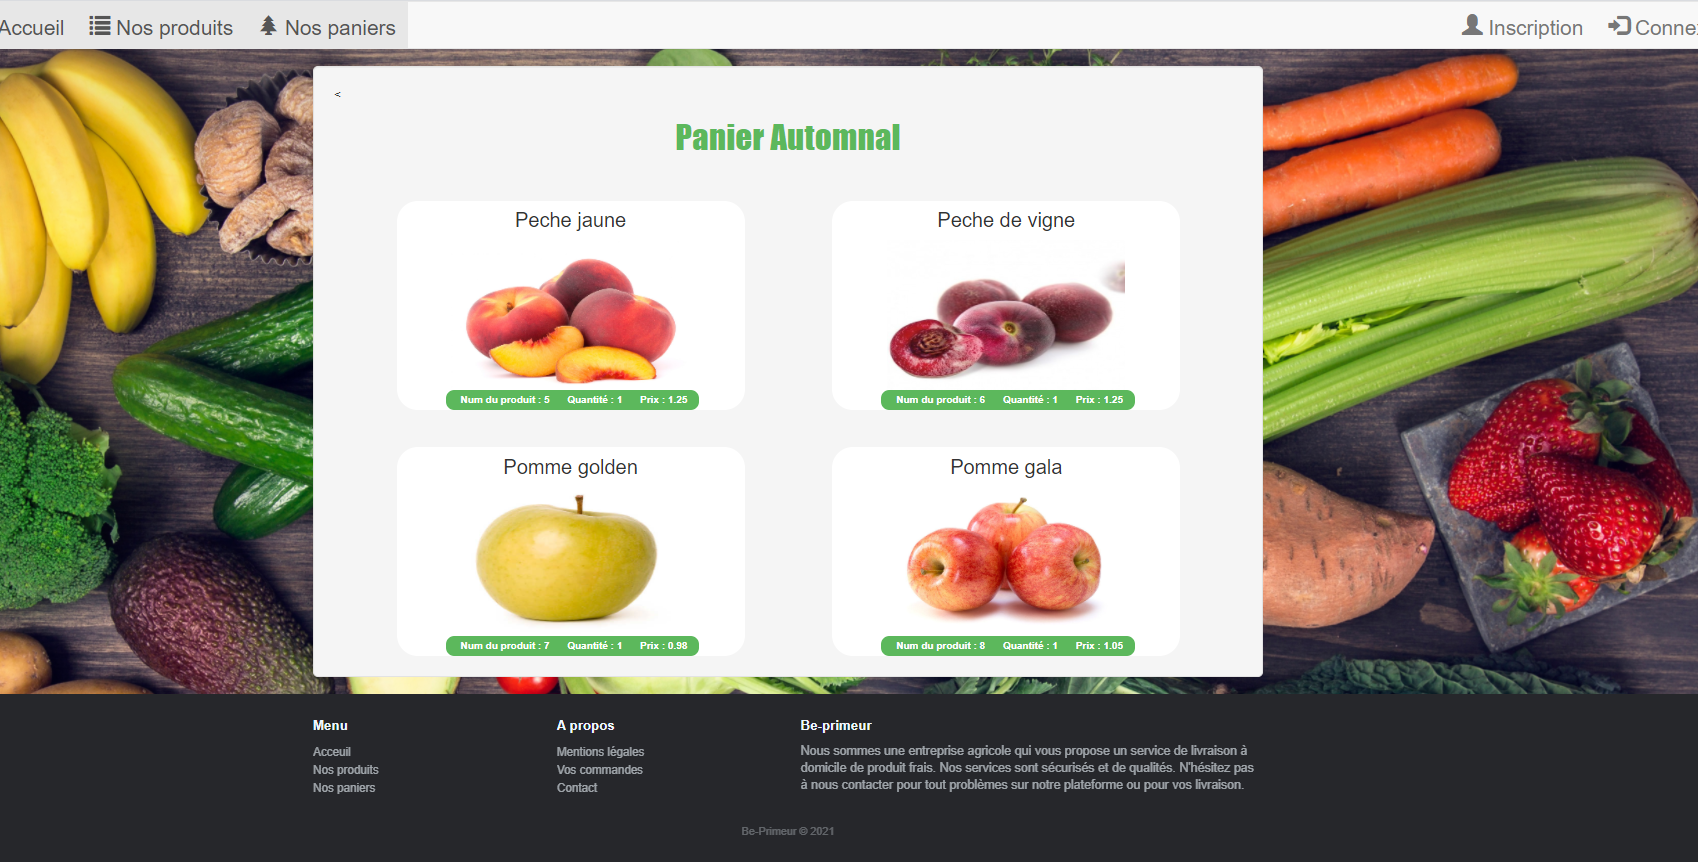 Accueil Nos produits Nos paniers Inscription
<
Panier Automnal
Peche jaune Peche de vigne
Num du produit : 5 Quantité : 1 Prix : 1.25 Num du produit : 6 Quantité : 1 Prix : 1.25
Pomme golden Pomme gala
Num du produit : 7 Quantité : 1 Prix : 0.98 Num du produit : 8 Quantité : 1 Prix : 1.05
Menu
Acceuil
Nos produits
Nos paniers
A propos
Mentions légales
Vos commandes
Contact
Be-primeur
Nous sommes une entreprise agricole qui vous propose un service de livraison à
domicile de produit frais. Nos services sont sécurisés et de qualités. N'hésitez pas
à nous contacter pour tout problèmes sur notre plateforme ou pour vos livraison.
Be-Primeur © 2021